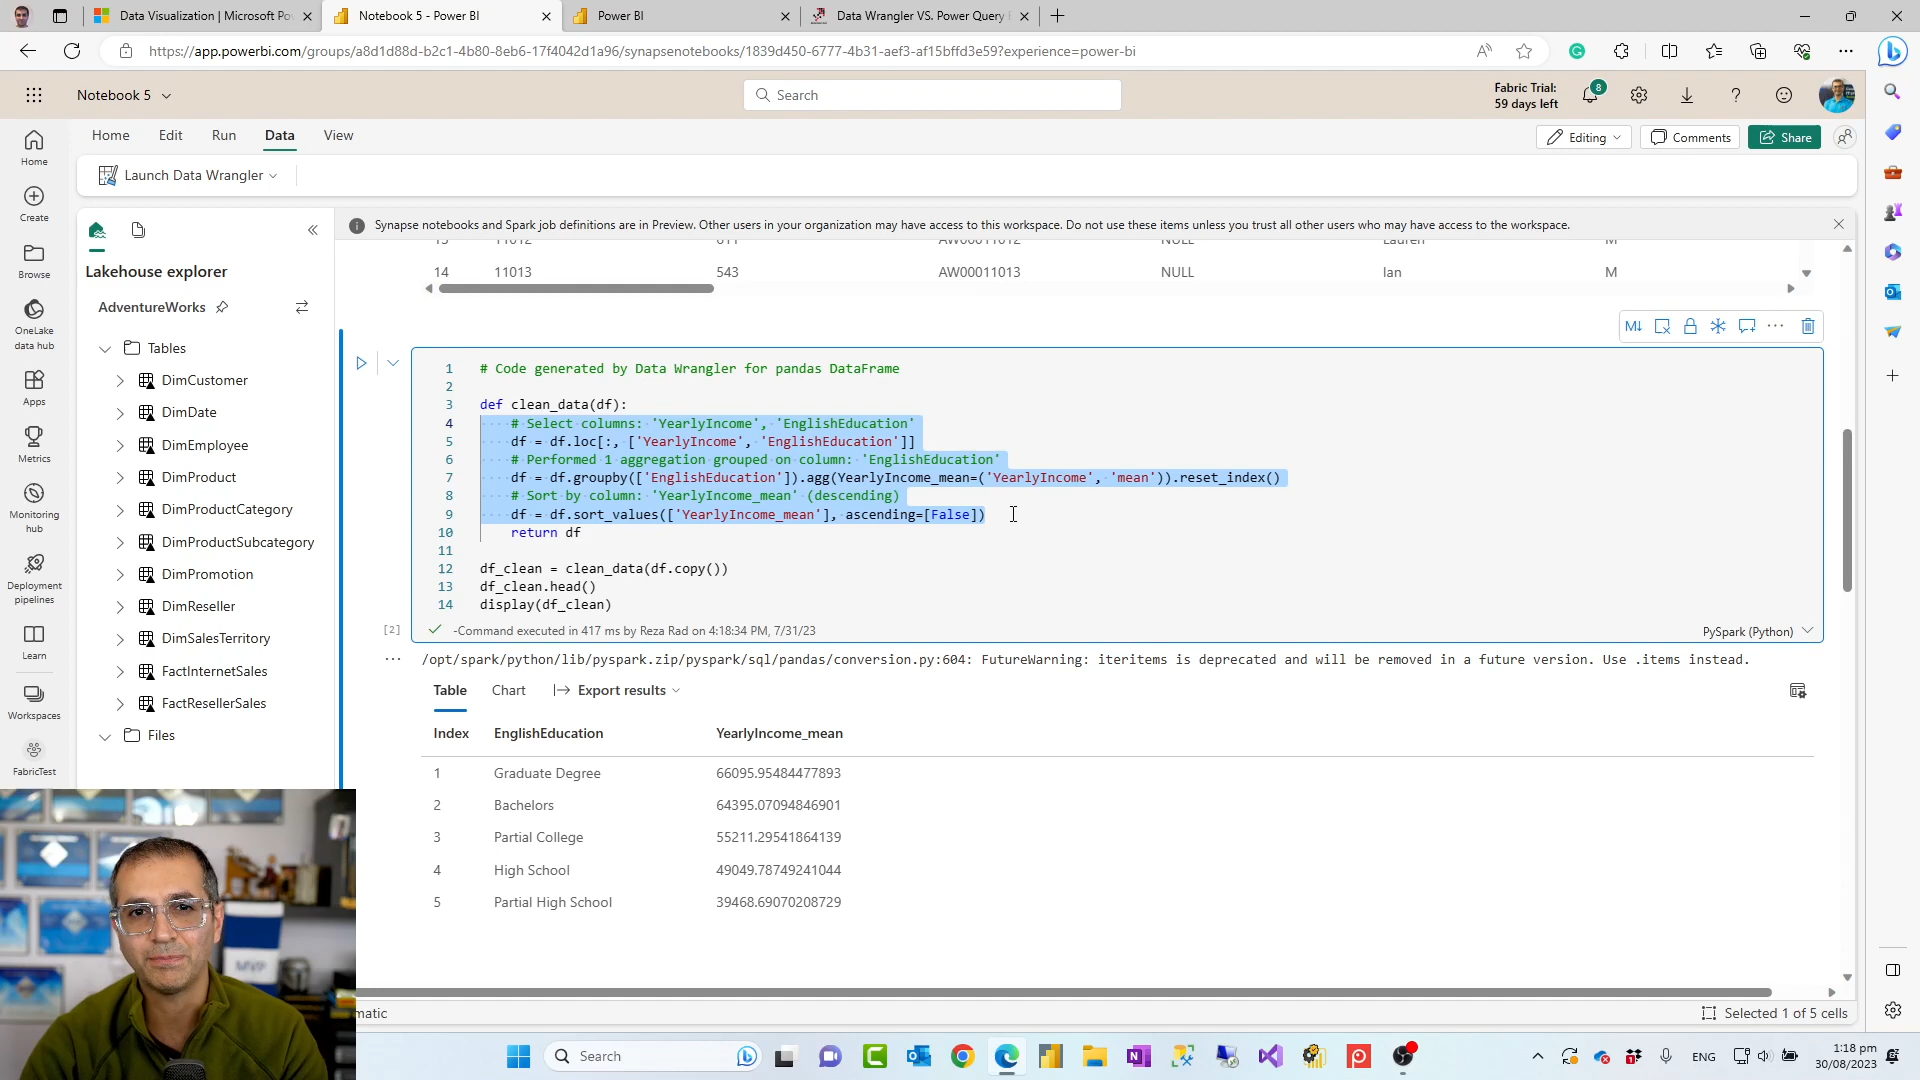 Data Visualization | Microsoft Po
Notebook 5 - Power BI
Power BI
Data Wrangler VS. Power Query
https://app.powerbi.com/groups/a8d1d88d-b2c1-4b80-8eb6-17f4042d1a96/synapsenotebooks/1839d450-6777-4b31-aef3-af15bffd3e59?experience=power-bi
Notebook 5
Search
Fabric Trial:
59 days left
8
Home
Edit
Run
Data
View
Editing
Comments
Share
Launch Data Wrangler
Home
Create
Browse
OneLake
data hub
Apps
Metrics
Monitoring
hub
Deployment
pipelines
Learn
Workspaces
FabricTest
Lakehouse explorer
AdventureWorks
Tables
DimCustomer
DimDate
DimEmployee
DimProduct
DimProductCategory
DimProductSubcategory
DimPromotion
DimReseller
DimSalesTerritory
FactInternetSales
FactResellerSales
Files
Synapse notebooks and Spark job definitions are in Preview. Other users in your organization may have access to this workspace. Do not use these items unless you trust all other users who may have access to the workspace.
13 11012 611 AW00011012 NULL Lauren M
14 11013 543 AW00011013 NULL Ian M
M↓
1 # Code generated by Data Wrangler for pandas DataFrame
2
3 def clean_data(df):
4 # Select columns: 'YearlyIncome', 'EnglishEducation'
5 df = df.loc[:, ['YearlyIncome', 'EnglishEducation']]
6 # Performed 1 aggregation grouped on column: 'EnglishEducation'
7 df = df.groupby(['EnglishEducation']).agg(YearlyIncome_mean=('YearlyIncome', 'mean')).reset_index()
8 # Sort by column: 'YearlyIncome_mean' (descending)
9 df = df.sort_values(['YearlyIncome_mean'], ascending=[False])
10 return df
11
12 df_clean = clean_data(df.copy())
13 df_clean.head()
14 display(df_clean)
[2] -Command executed in 417 ms by Reza Rad on 4:18:34 PM, 7/31/23
PySpark (Python)
/opt/spark/python/lib/pyspark.zip/pyspark/sql/pandas/conversion.py:604: FutureWarning: iteritems is deprecated and will be removed in a future version. Use .items instead.
Table
Chart
Export results
Index EnglishEducation YearlyIncome_mean
1 Graduate Degree 66095.95484477893
2 Bachelors 64395.07094846901
3 Partial College 55211.29541864139
4 High School 49049.78749241044
5 Partial High School 39468.69070208729
MVP
matic
Selected 1 of 5 cells
Search
ENG
1:18 pm
30/08/2023